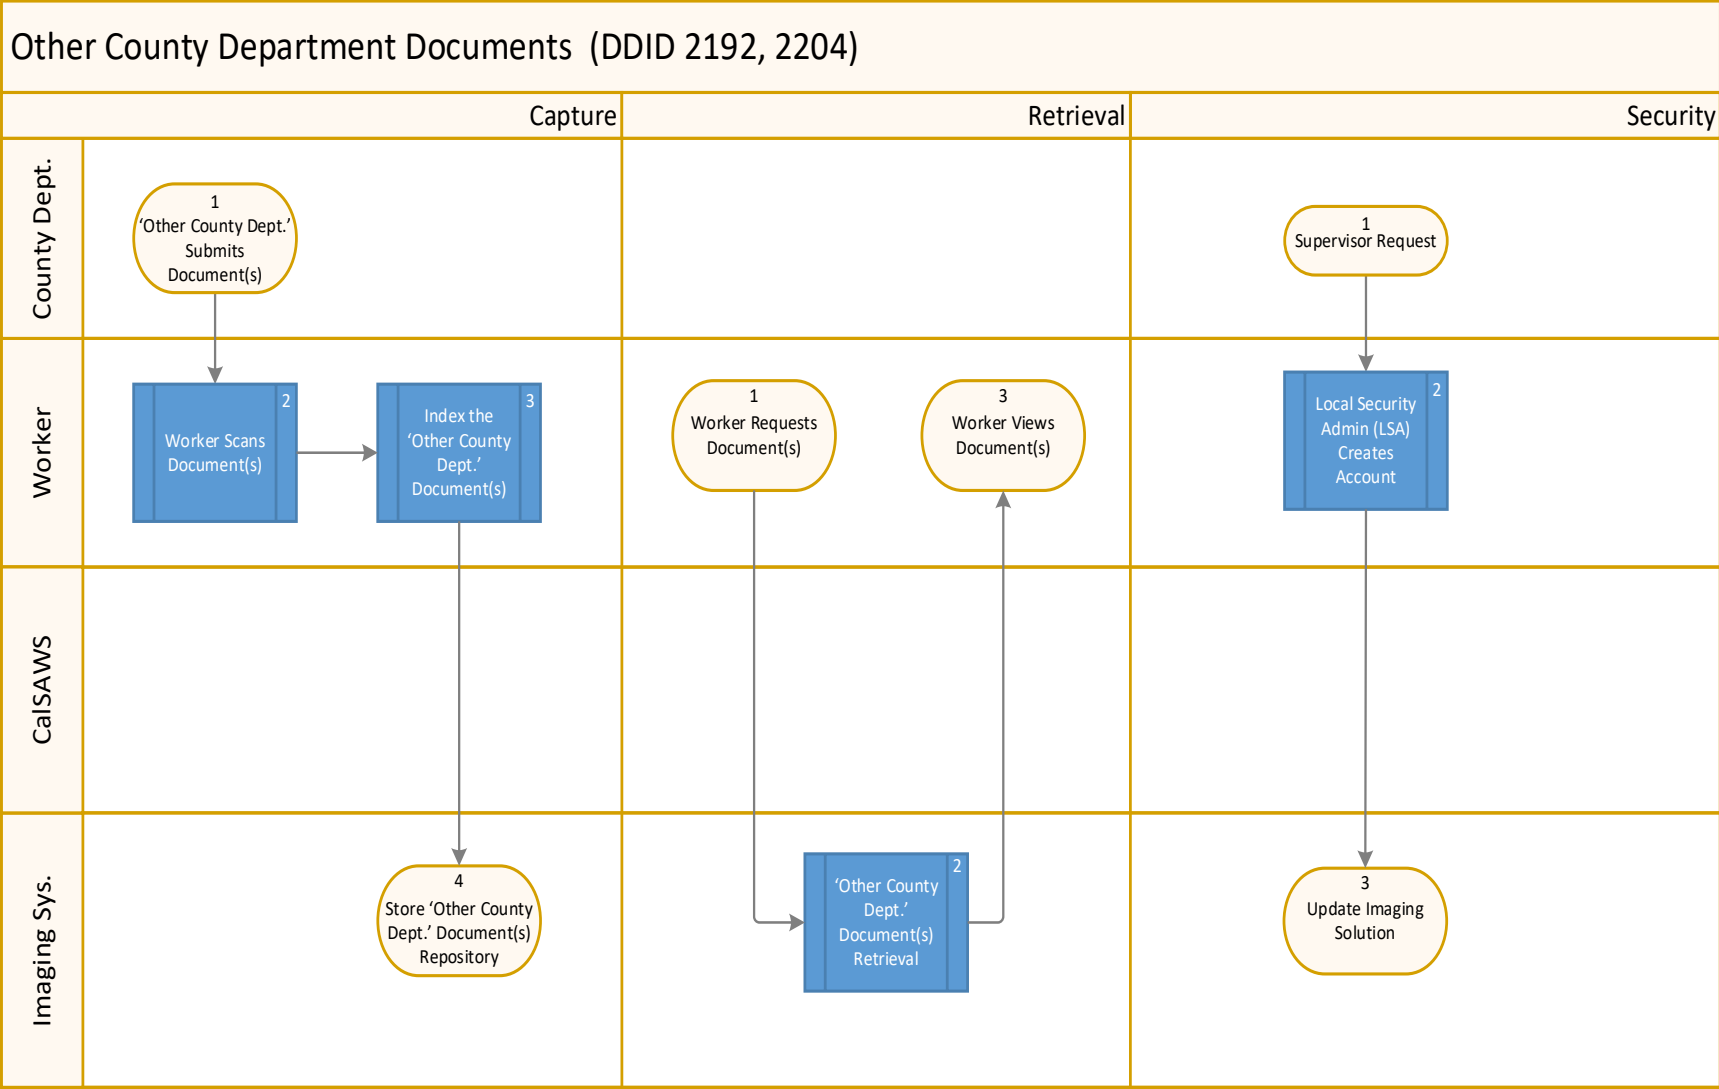 Other County Department Documents  (DDID 2192, 2204)
Capture
Retrieval
Security
County Dept.
1
‘Other County Dept.’
Submits
Document(s)
1
Supervisor Request
Worker
2
Worker Scans
Document(s)
3
Index the
‘Other County
Dept.’
Document(s)
1
Worker Requests
Document(s)
3
Worker Views
Document(s)
2
Local Security
Admin (LSA)
Creates
Account
CalSAWS
Imaging Sys.
4
Store ‘Other County
Dept.’ Document(s)
Repository
2
‘Other County
Dept.’
Document(s)
Retrieval
3
Update Imaging
Solution